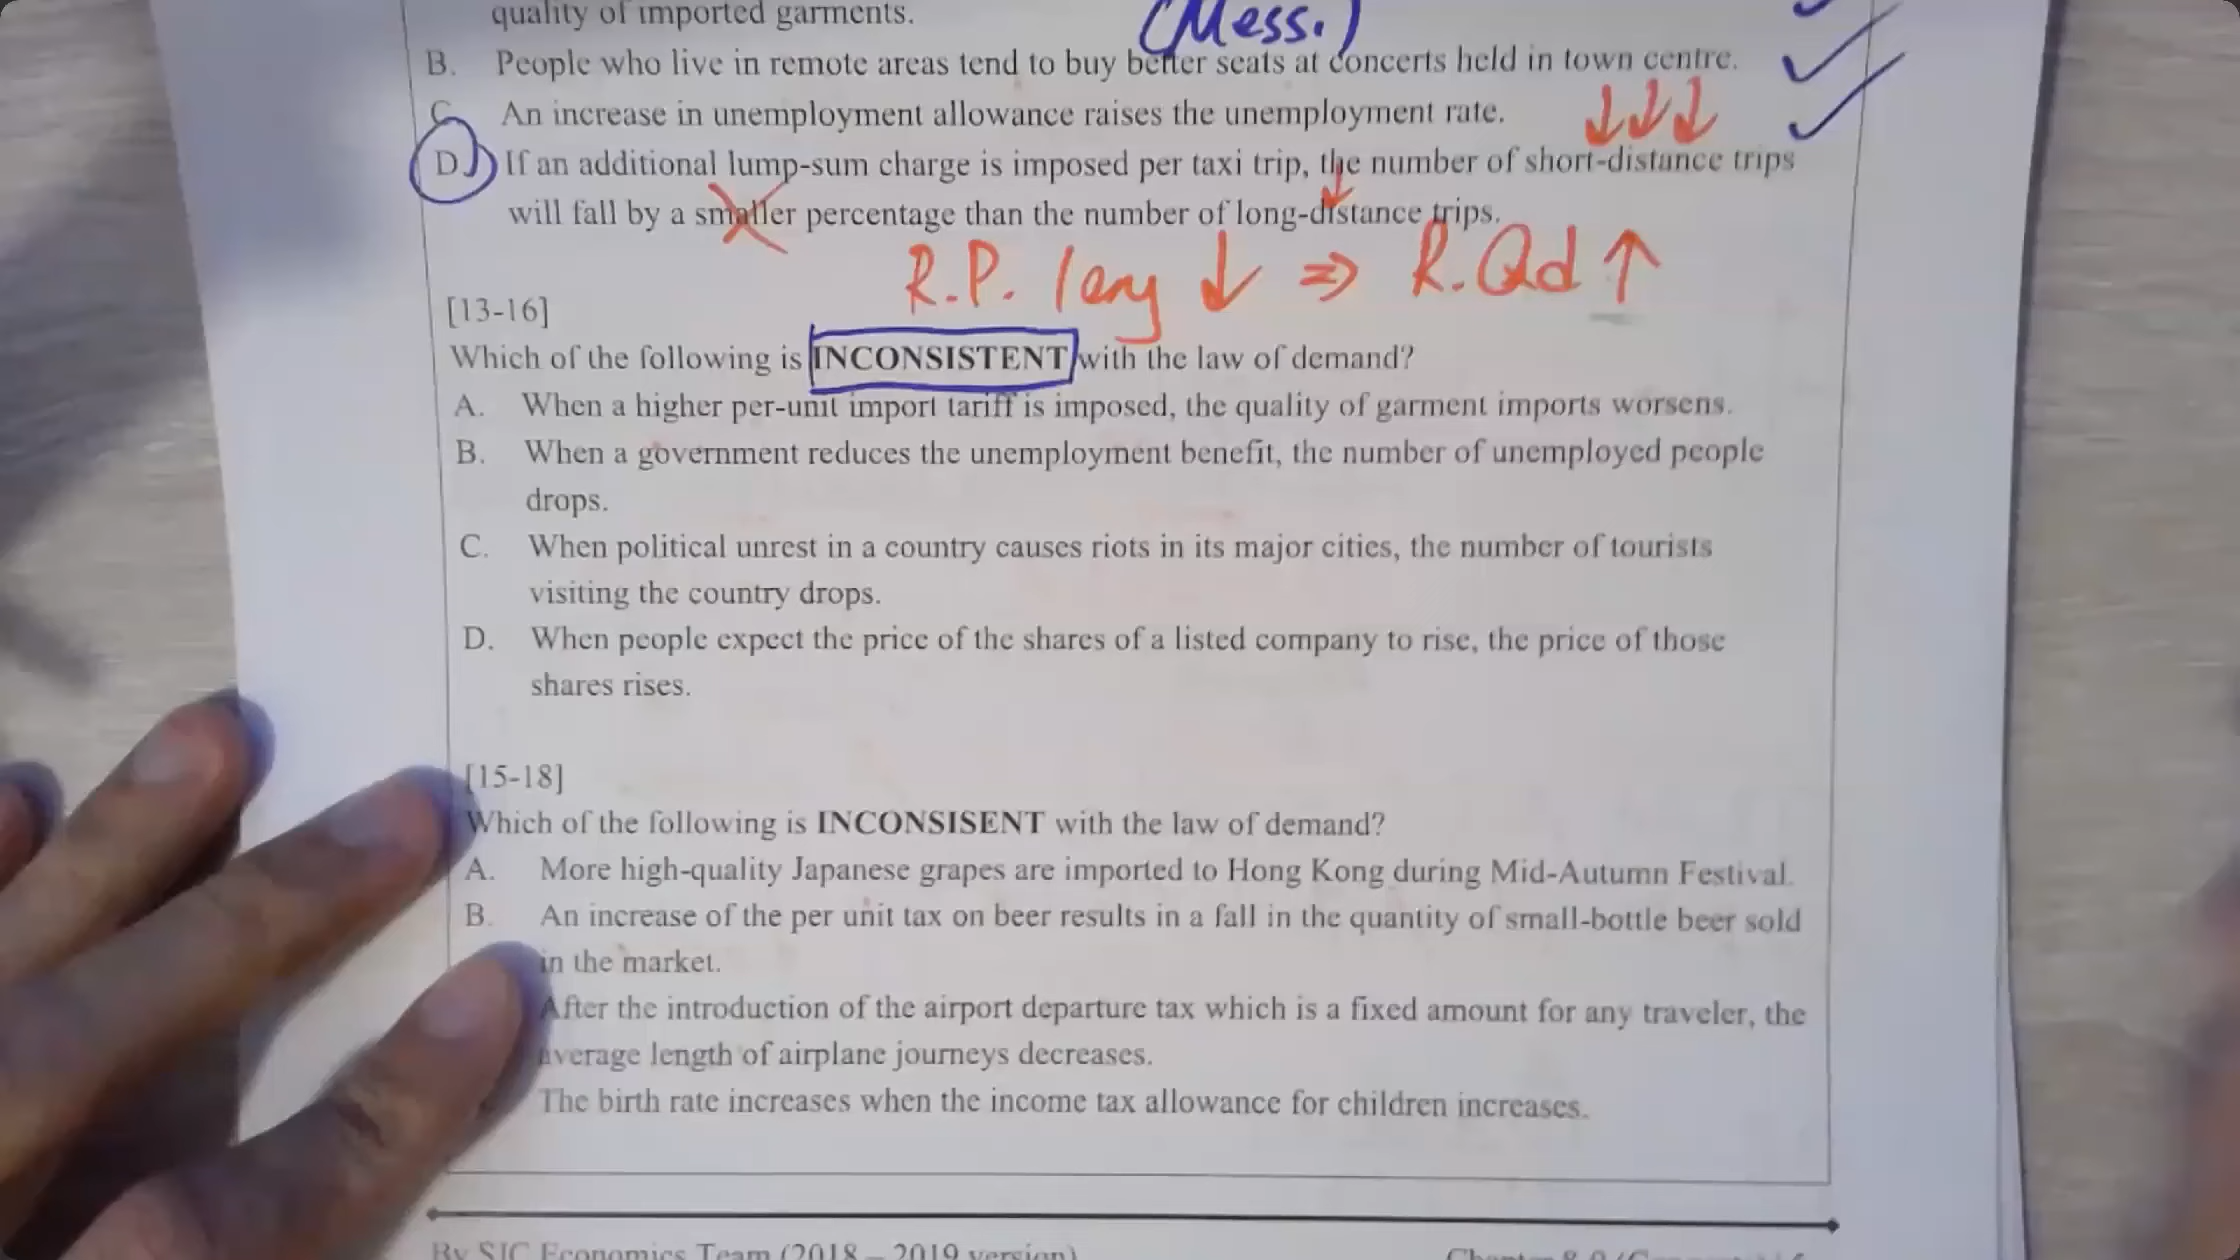 quality of imported garments.
(Mess.)
B. People who live in remote areas tend to buy better seats at concerts held in town centre.
C. An increase in unemployment allowance raises the unemployment rate.
D. If an additional lump-sum charge is imposed per taxi trip, the number of short-distance trips
will fall by a smaller percentage than the number of long-distance trips.
R.P. long ↓ ⇒ R.Qd ↑
[13-16]
Which of the following is INCONSISTENT with the law of demand?
A. When a higher per-unit import tariff is imposed, the quality of garment imports worsens.
B. When a government reduces the unemployment benefit, the number of unemployed people
drops.
C. When political unrest in a country causes riots in its major cities, the number of tourists
visiting the country drops.
D. When people expect the price of the shares of a listed company to rise, the price of those
shares rises.
[15-18]
Which of the following is INCONSISENT with the law of demand?
A. More high-quality Japanese grapes are imported to Hong Kong during Mid-Autumn Festival.
B. An increase of the per unit tax on beer results in a fall in the quantity of small-bottle beer sold
in the market.
After the introduction of the airport departure tax which is a fixed amount for any traveler, the
average length of airplane journeys decreases.
The birth rate increases when the income tax allowance for children increases.
By SJC Economics Team (2018 – 2019 version)